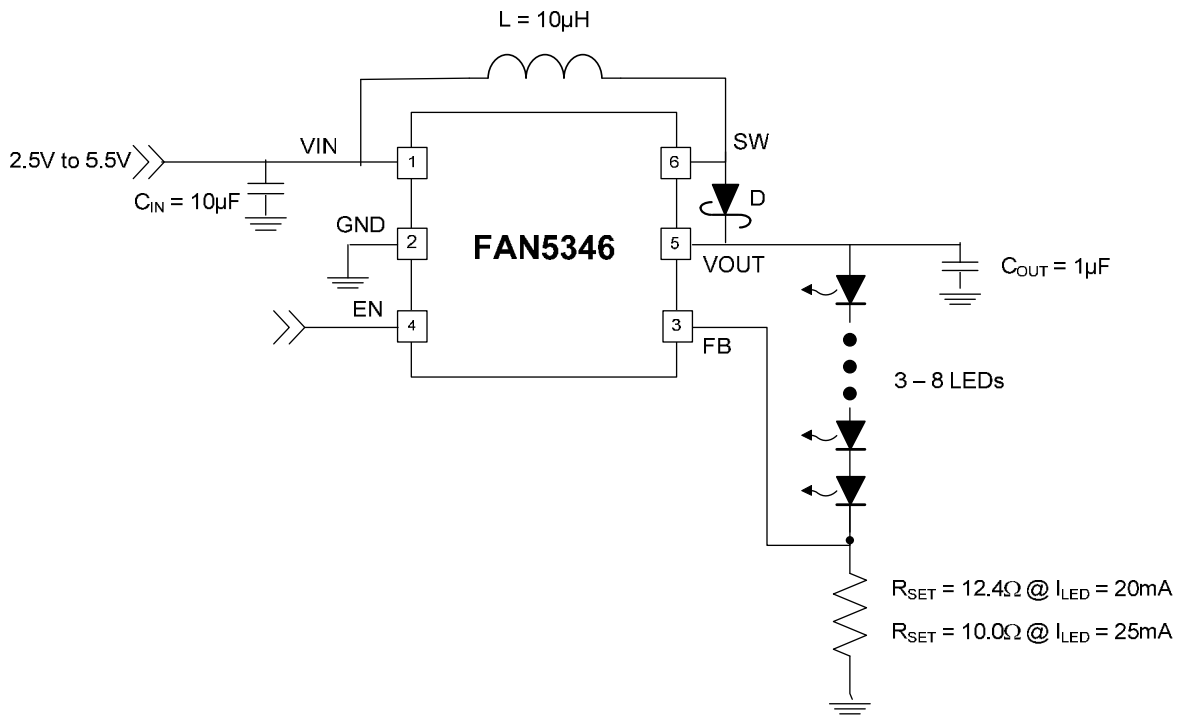 L = 10µH
VIN
SW
2.5V to 5.5V
1
6
D
CIN = 10µF
GND
2
FAN5346
5
VOUT
COUT = 1µF
EN
4
3
FB
3 – 8 LEDs
RSET = 12.4Ω @ ILED = 20mA
RSET = 10.0Ω @ ILED = 25mA